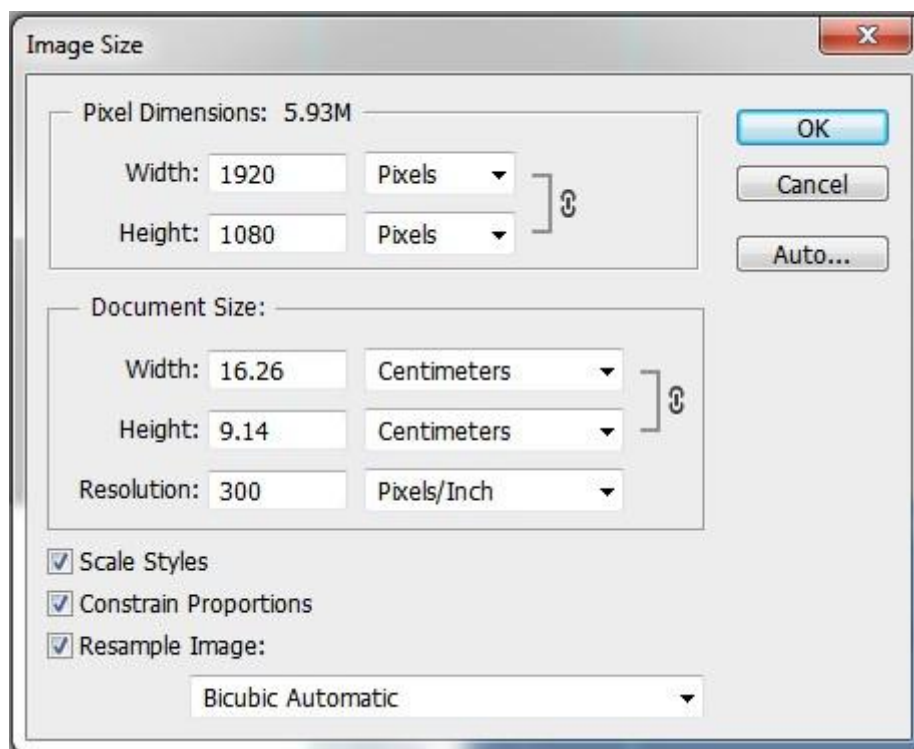 Image Size
Pixel Dimensions: 5.93M
OK
Width: 1920 Pixels
Cancel
Height: 1080 Pixels
Auto...
Document Size:
Width: 16.26 Centimeters
Height: 9.14 Centimeters
Resolution: 300 Pixels/Inch
Scale Styles
Constrain Proportions
Resample Image:
Bicubic Automatic